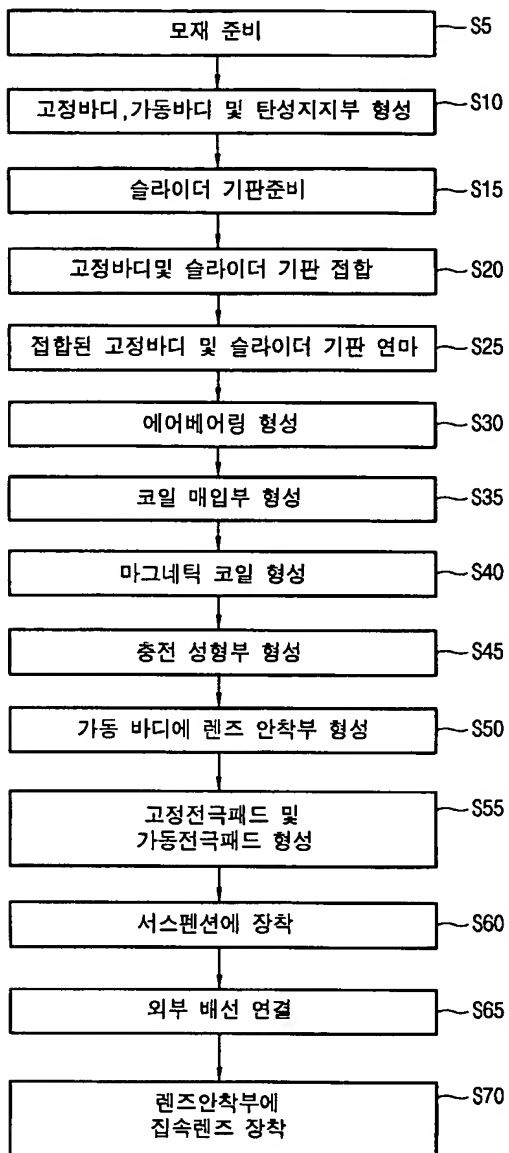 모재 준비 S5
고정바디,가동바디 및 탄성지지부 형성 S10
슬라이더 기판준비 S15
고정바디및 슬라이더 기판 접합 S20
접합된 고정바디 및 슬라이더 기판 연마 S25
에어베어링 형성 S30
코일 매입부 형성 S35
마그네틱 코일 형성 S40
충전 성형부 형성 S45
가동 바디에 렌즈 안착부 형성 S50
고정전극패드 및 S55
가동전극패드 형성
서스펜션에 장착 S60
외부 배선 연결 S65
렌즈안착부에 S70
집속렌즈 장착